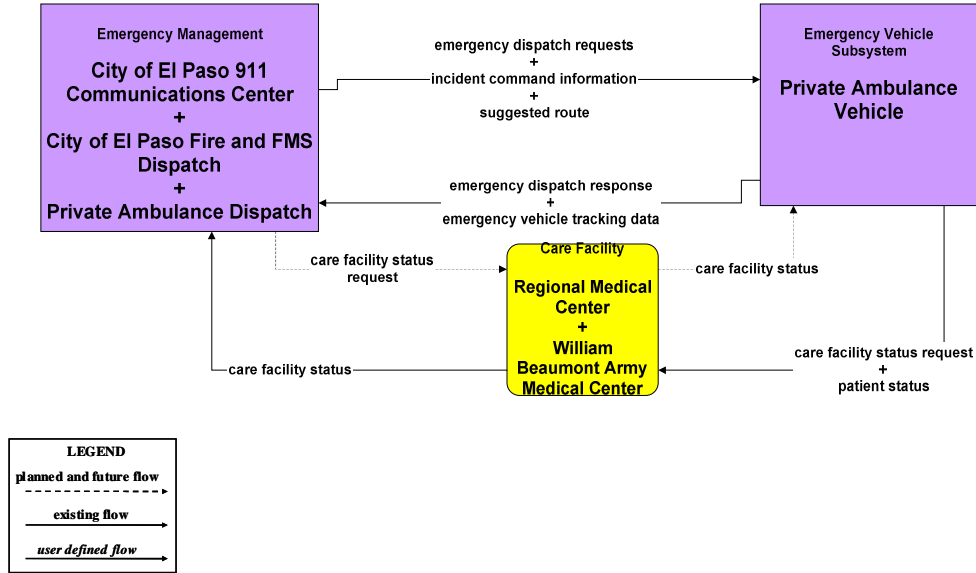 Emergency Management
City of El Paso 911
Communications Center
+
City of El Paso Fire and FMS
Dispatch
+
Private Ambulance Dispatch
emergency dispatch requests
+
incident command information
+
suggested route
Emergency Vehicle
Subsystem
Private Ambulance
Vehicle
emergency dispatch response
+
emergency vehicle tracking data
care facility status
request
Care Facility
Regional Medical
Center
+
William
Beaumont Army
Medical Center
care facility status
care facility status
care facility status request
+
patient status
LEGEND
planned and future flow
existing flow
user defined flow